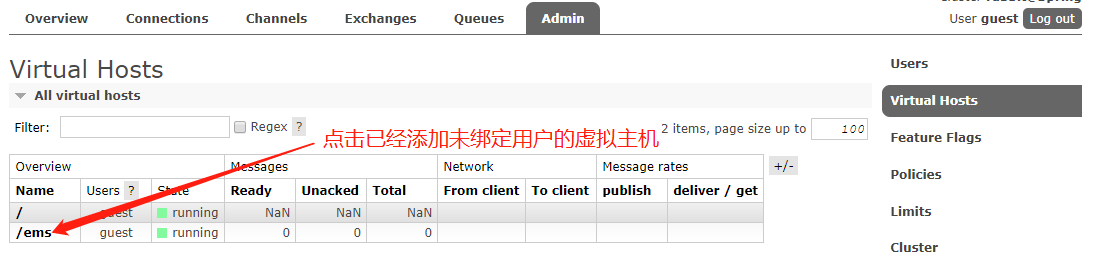 Overview Connections Channels Exchanges Queues Admin
User guest Log out
Virtual Hosts
All virtual hosts
Filter: Regex ? 2 items, page size up to 100
点击已经添加未绑定用户的虚拟主机
Overview Messages Network Message rates +/-
Name Users ? State Ready Unacked Total From client To client publish deliver / get
/ guest running NaN NaN NaN
/ems guest running 0 0 0
Users
Virtual Hosts
Feature Flags
Policies
Limits
Cluster